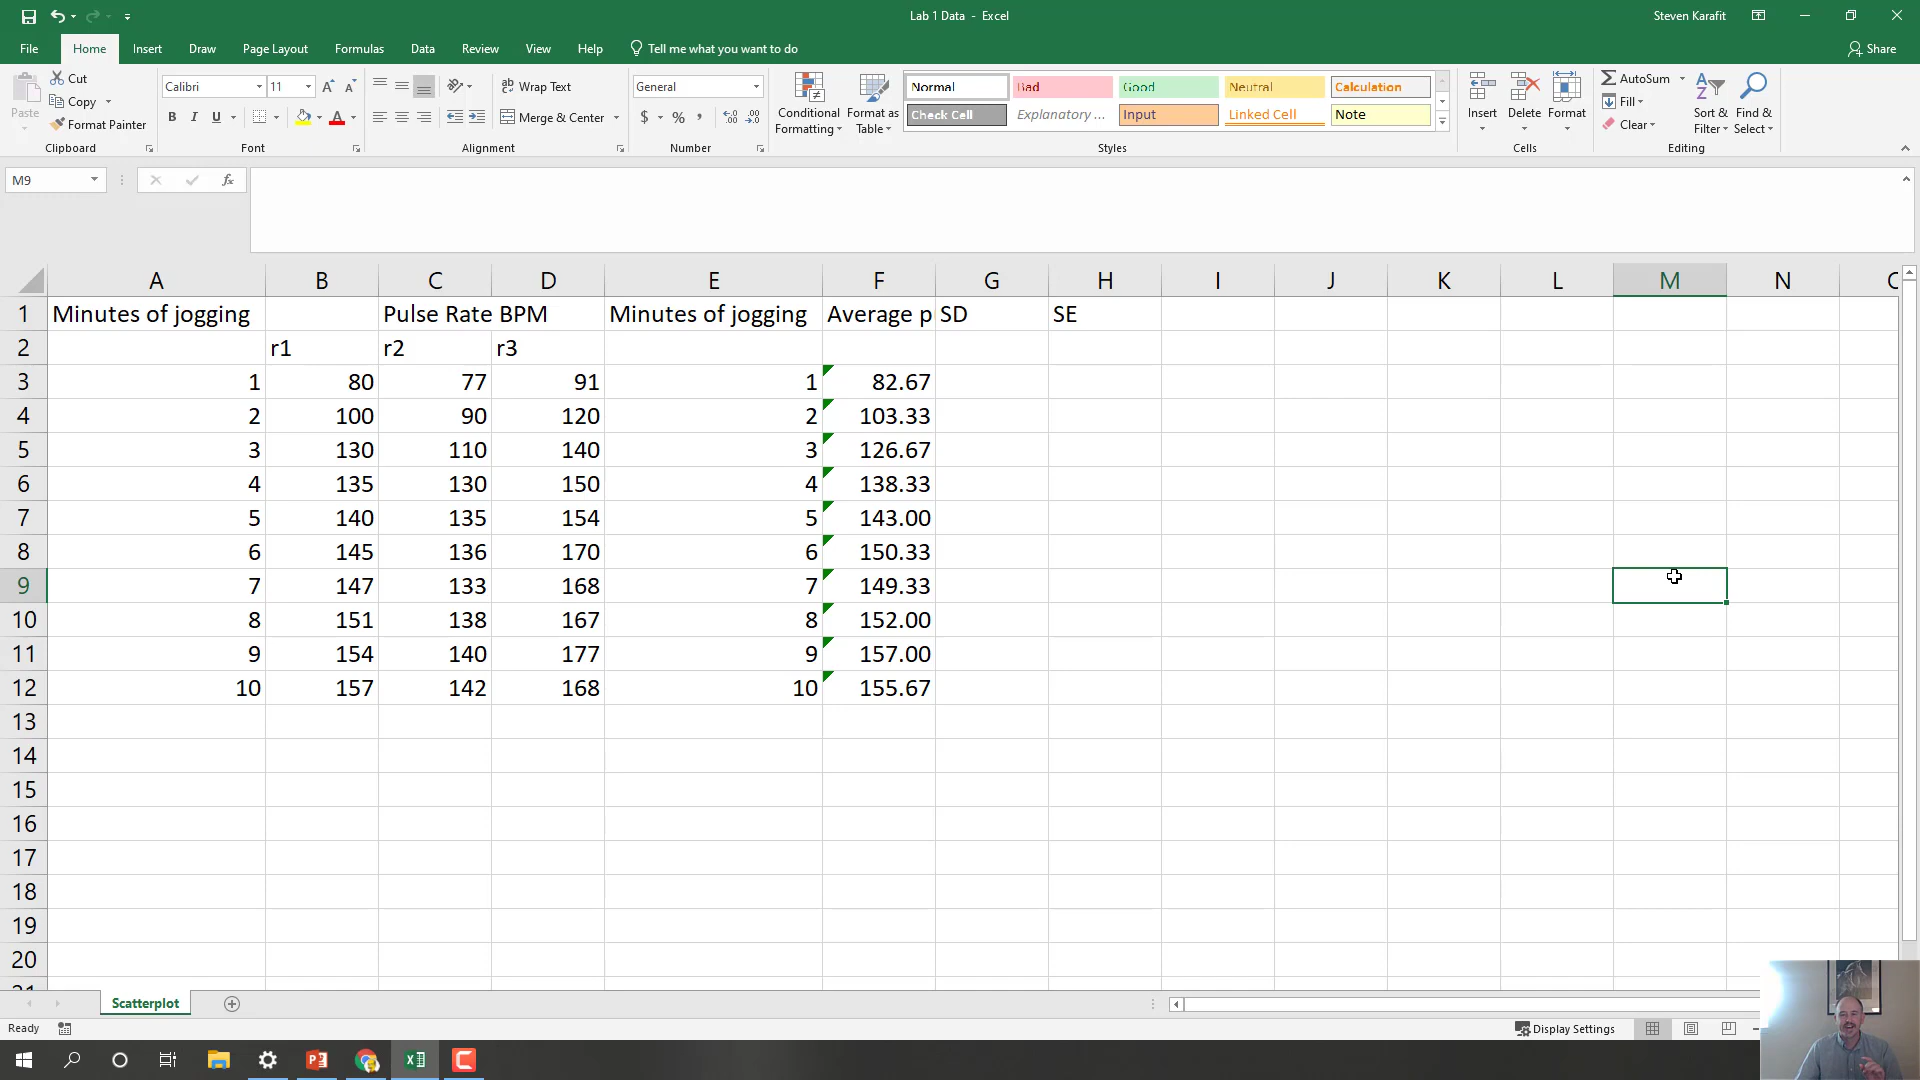 Lab 1 Data - Excel
Steven Karafit
File Home Insert Draw Page Layout Formulas Data Review View Help Tell me what you want to do Share
Paste
Cut
Copy
Format Painter
Clipboard
Calibri 11
B I U A
Font
Wrap Text
Merge & Center
Alignment
General
$ % ,
Number
Conditional Formatting
Format as Table
Normal Bad Good Neutral Calculation
Check Cell Explanatory ... Input Linked Cell Note
Styles
Insert Delete Format
Cells
AutoSum
Fill
Clear
Sort & Filter
Find & Select
Editing
M9 fx
A B C D E F G H I J K L M N
1 Minutes of jogging Pulse Rate BPM Minutes of jogging Average p SD SE
2 r1 r2 r3
3 1 80 77 91 1 82.67
4 2 100 90 120 2 103.33
5 3 130 110 140 3 126.67
6 4 135 130 150 4 138.33
7 5 140 135 154 5 143.00
8 6 145 136 170 6 150.33
9 7 147 133 168 7 149.33
10 8 151 138 167 8 152.00
11 9 154 140 177 9 157.00
12 10 157 142 168 10 155.67
13
14
15
16
17
18
19
20
Scatterplot
Ready Display Settings